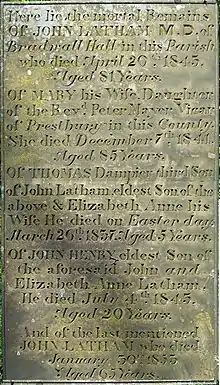 Here lie the mortal Remains
Of JOHN LATHAM M.D. of
Bradwall Hall in this Parish
who died April 20th 1843.
Aged 81 Years.
Of MARY his Wife, Daughter
of the Revd. Peter Mayer Vicar
of Prestbury in this County
She died December 7th
Aged 85 Years.
Of THOMAS Dampier third Son
of John Latham, eldest Son of the
above & Elizabeth Anne his
Wife He died on Easter day
March 26th 1837. Aged 5 Years.
Of JOHN HENRY, eldest Son of
the aforesaid John and
Elizabeth Anne Latham.
He died July 4th 1843.
Aged 20 Years.
And of the last mentioned
JOHN LATHAM who died
January 30th 1853
Aged 65 Years.